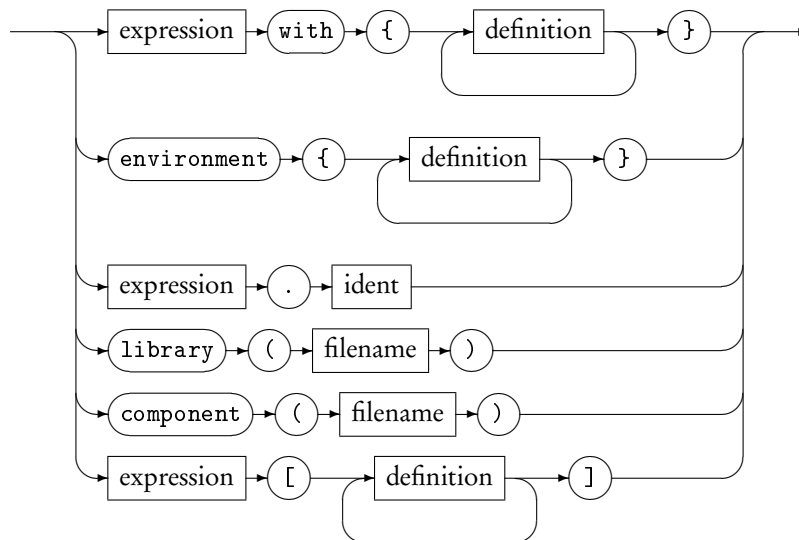 expression with { definition }
environment { definition }
expression . ident
library ( filename )
component ( filename )
expression [ definition ]